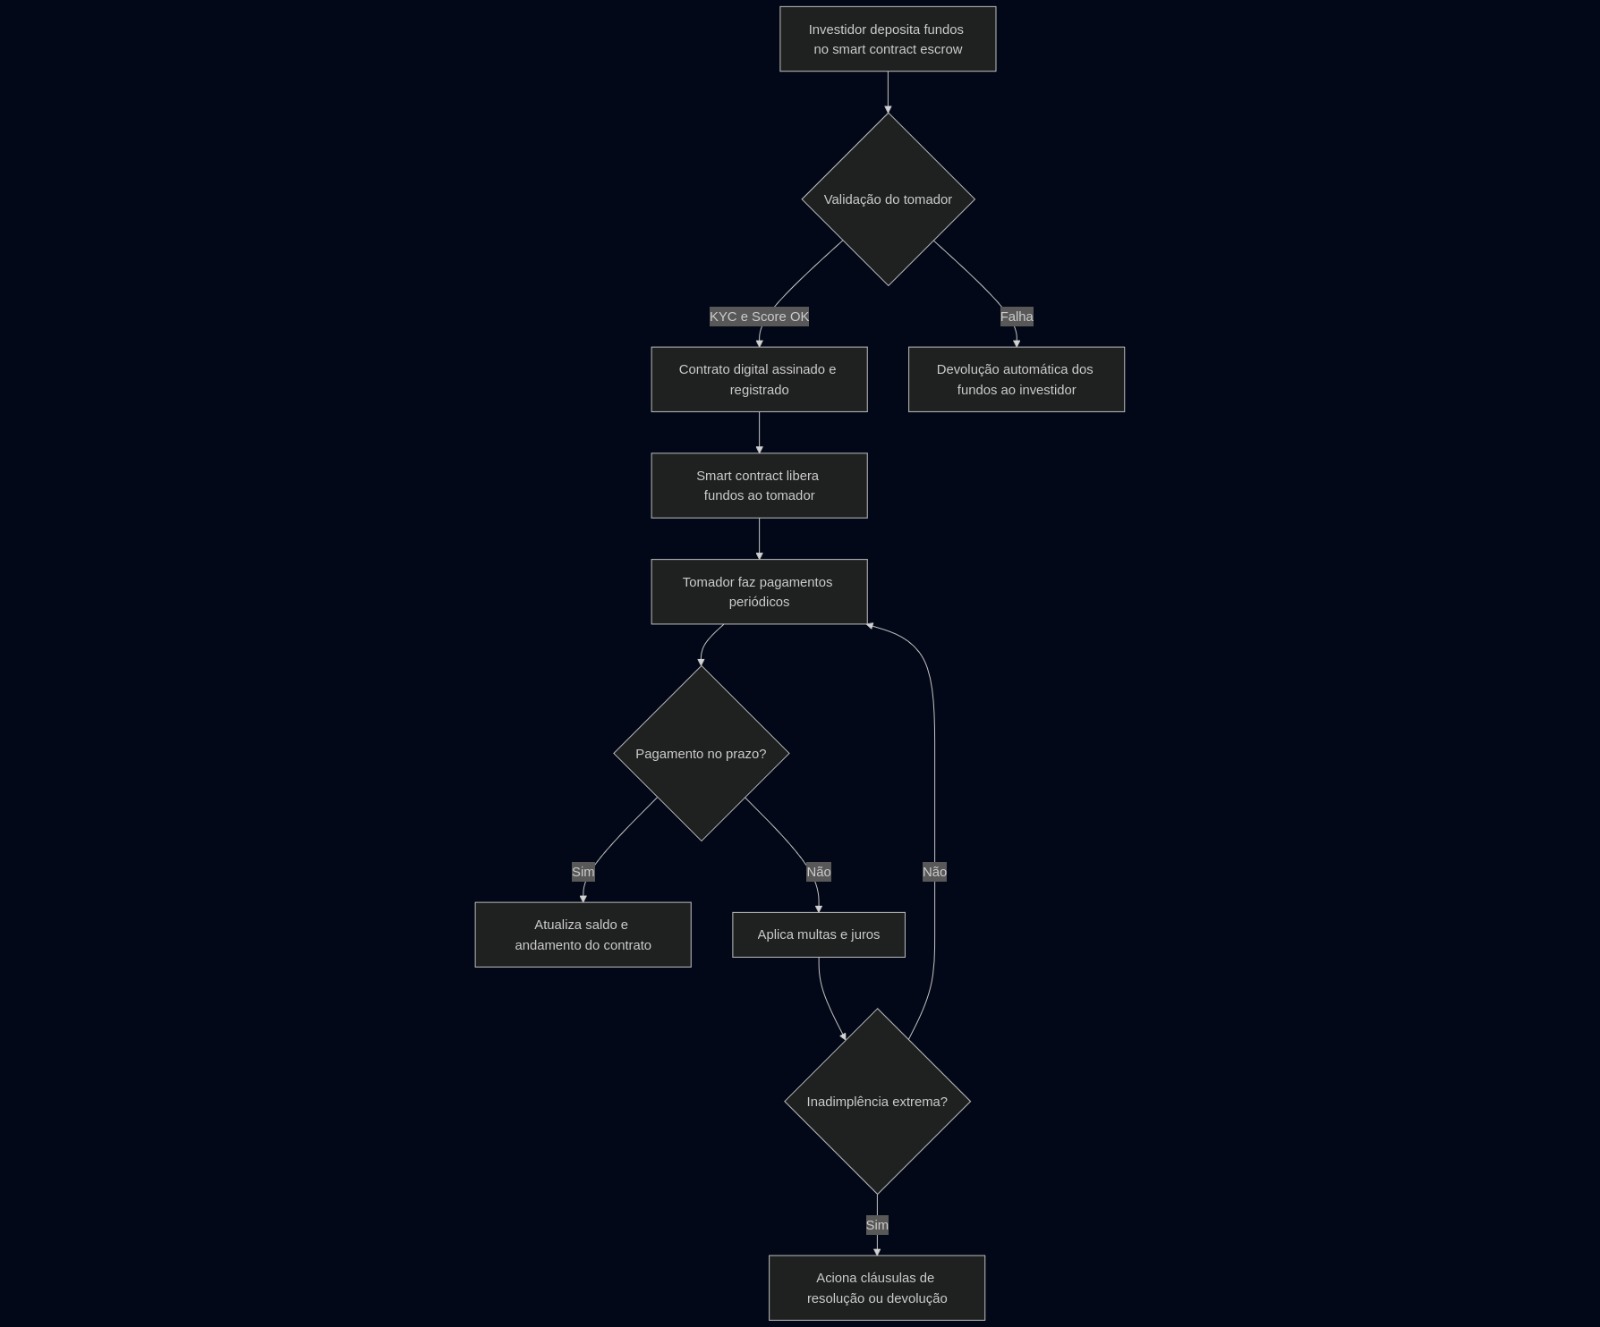 Investidor deposita fundos
no smart contract escrow
Validação do tomador
KYC e Score OK
Falha
Contrato digital assinado e
registrado
Devolução automática dos
fundos ao investidor
Smart contract libera
fundos ao tomador
Tomador faz pagamentos
periódicos
Pagamento no prazo?
Sim
Não
Não
Atualiza saldo e
andamento do contrato
Aplica multas e juros
Inadimplência extrema?
Sim
Aciona cláusulas de
resolução ou devolução